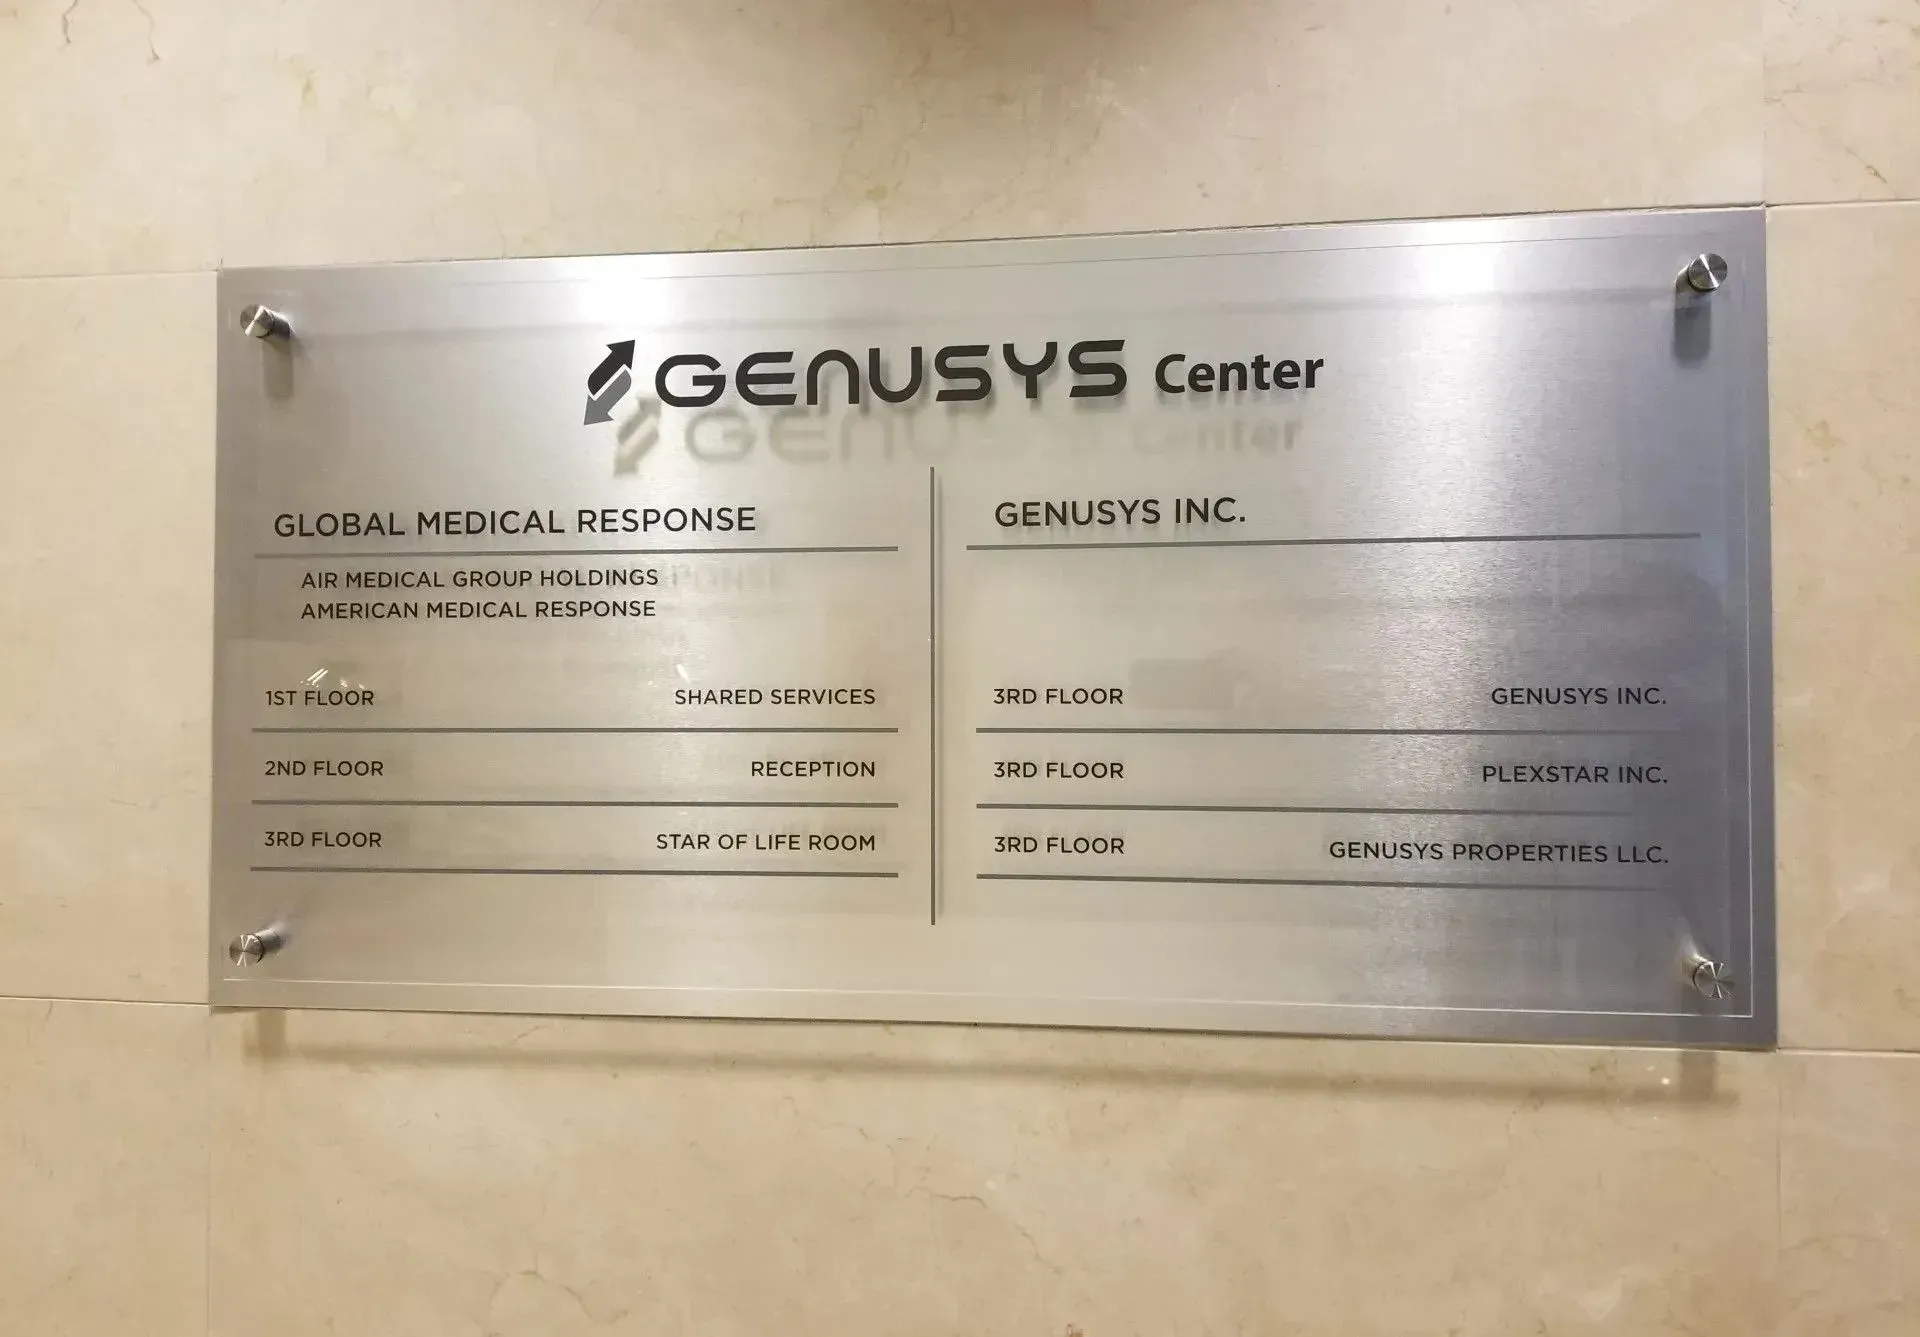 GENUSYS Center
GLOBAL MEDICAL RESPONSE
AIR MEDICAL GROUP HOLDINGS
AMERICAN MEDICAL RESPONSE
1ST FLOOR SHARED SERVICES
2ND FLOOR RECEPTION
3RD FLOOR STAR OF LIFE ROOM
GENUSYS INC.
3RD FLOOR GENUSYS INC.
3RD FLOOR PLEXSTAR INC.
3RD FLOOR GENUSYS PROPERTIES LLC.